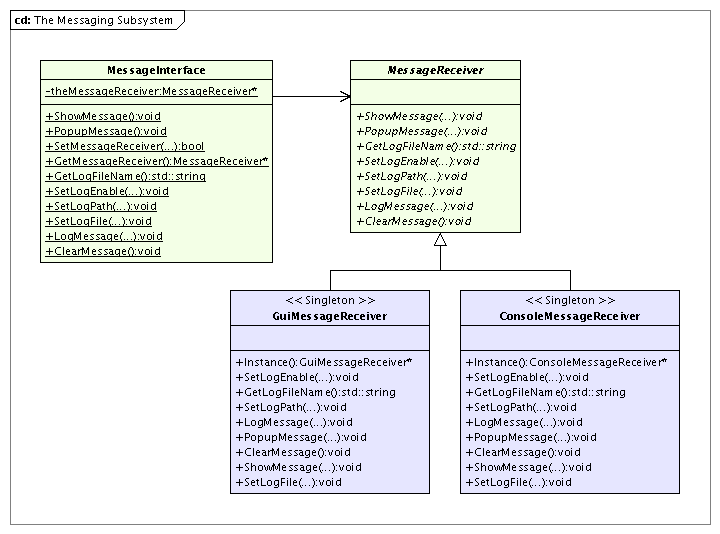 cd: The Messaging Subsystem
MessageInterface
-theMessageReceiver:MessageReceiver*
+ShowMessage():void
+PopupMessage():void
+SetMessageReceiver(...):bool
+GetMessageReceiver():MessageReceiver*
+GetLogFileName():std::string
+SetLogEnable(...):void
+SetLogPath(...):void
+SetLogFile(...):void
+LogMessage(...):void
+ClearMessage():void
MessageReceiver
+ShowMessage(...):void
+PopupMessage(...):void
+GetLogFileName():std::string
+SetLogEnable(...):void
+SetLogPath(...):void
+SetLogFile(...):void
+LogMessage(...):void
+ClearMessage():void
<< Singleton >>
GuiMessageReceiver
+Instance():GuiMessageReceiver*
+SetLogEnable(...):void
+GetLogFileName():std::string
+SetLogPath(...):void
+LogMessage(...):void
+PopupMessage(...):void
+ClearMessage():void
+ShowMessage(...):void
+SetLogFile(...):void
<< Singleton >>
ConsoleMessageReceiver
+Instance():ConsoleMessageReceiver*
+SetLogEnable(...):void
+GetLogFileName():std::string
+SetLogPath(...):void
+LogMessage(...):void
+PopupMessage(...):void
+ClearMessage():void
+ShowMessage(...):void
+SetLogFile(...):void